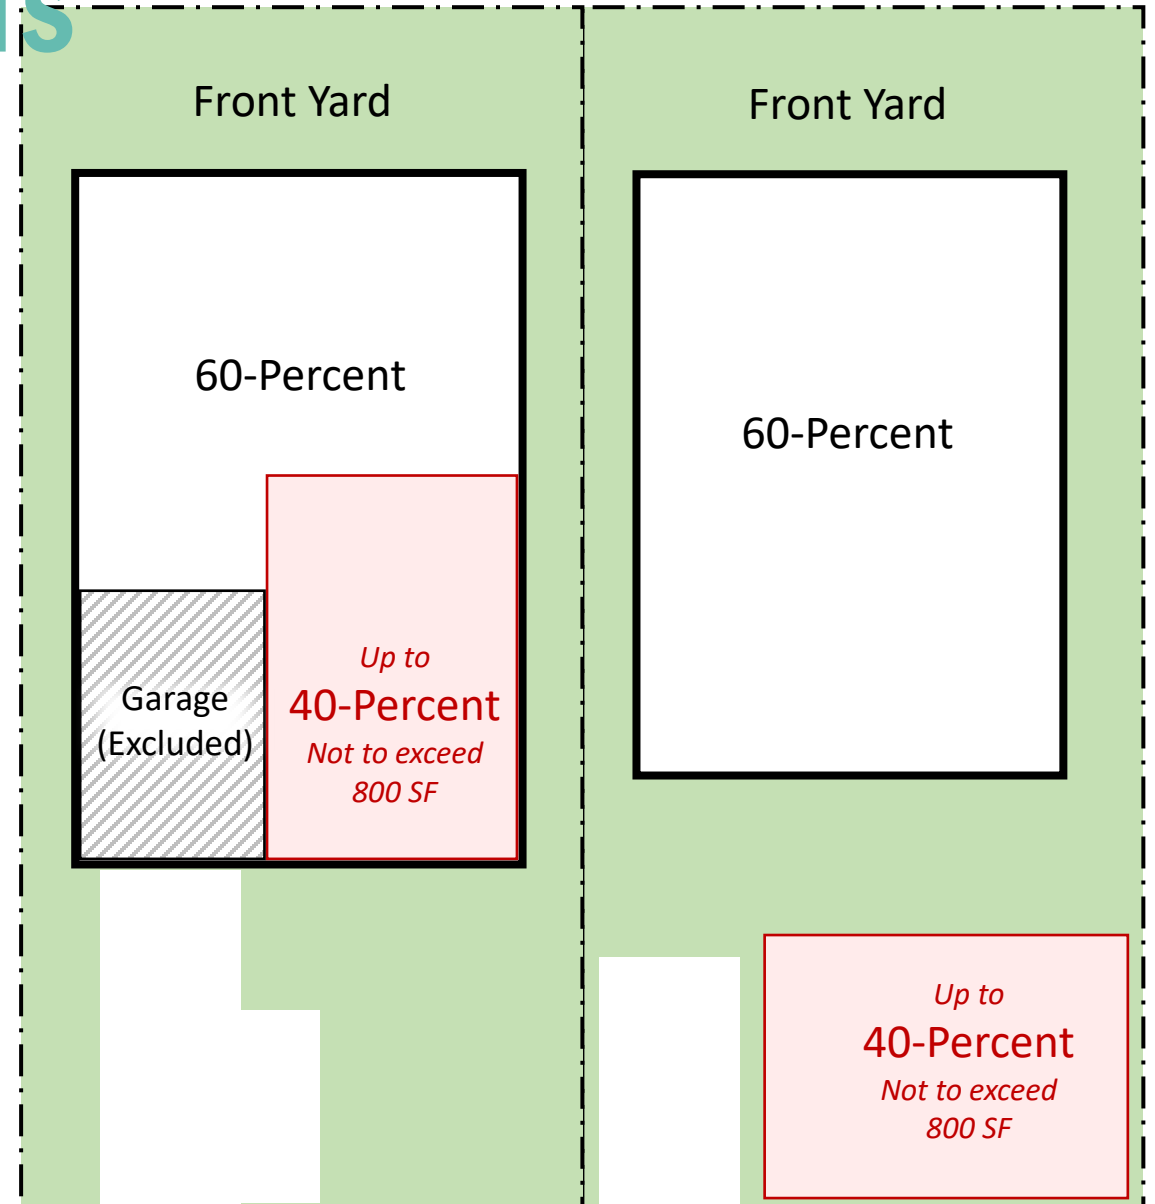 Front Yard
60-Percent
Garage
(Excluded)
Up to
40-Percent
Not to exceed
800 SF
Front Yard
60-Percent
Up to
40-Percent
Not to exceed
800 SF